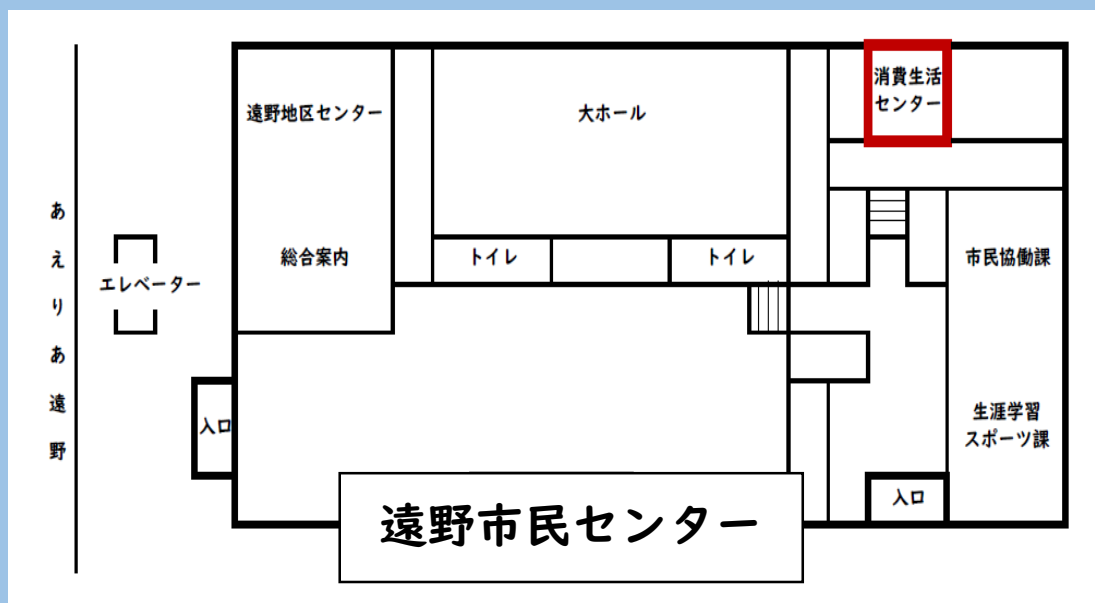 消費生活
センター
遠野地区センター
大ホール
総合案内
トイレ
トイレ
市民協働課
あえりあ遠野
エレベーター
入口
生涯学習
スポーツ課
入口
遠野市民センター